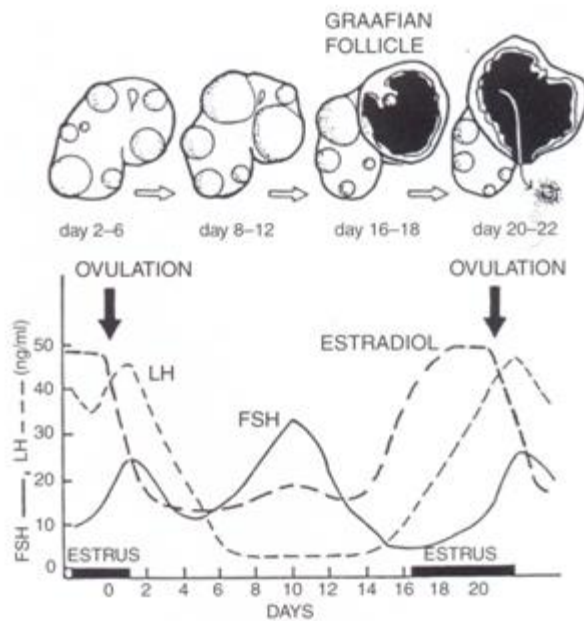 GRAAFIAN
FOLLICLE
day 2–6
day 8–12
day 16–18
day 20–22
OVULATION
OVULATION
ESTRADIOL
LH
FSH
FSH ——, LH – – – (ng/ml)
50
40
30
20
10
0
ESTRUS
ESTRUS
0 2 4 6 8 10 12 14 16 18 20
DAYS